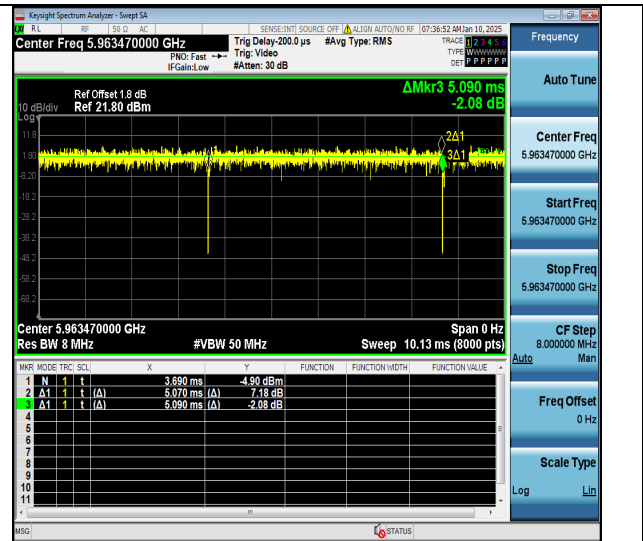 Keysight Spectrum Analyzer - Swept SA
RL RF 50 Ω AC SENSE:INT SOURCE OFF ALIGN AUTO/NO RF 07:36:52 AM Jan 10, 2025
Center Freq 5.963470000 GHz
PNO: Fast
IFGain:Low
Trig Delay-200.0 µs
Trig: Video
#Atten: 30 dB
#Avg Type: RMS
TRACE 1 2 3 4 5 6
TYPE WWWWWW
DET P P P P P P
Ref Offset 1.8 dB
Ref 21.80 dBm
10 dB/div
Log
ΔMkr3 5.090 ms
-2.08 dB
11.8
1.80
-8.20
-18.2
-28.2
-38.2
-48.2
-58.2
-68.2
2Δ1
3Δ1
Center 5.963470000 GHz Span 0 Hz
Res BW 8 MHz #VBW 50 MHz Sweep 10.13 ms (8000 pts)
MKR MODE TRC SCL X Y FUNCTION FUNCTION WIDTH FUNCTION VALUE
1 N 1 t 3.690 ms -4.90 dBm
2 Δ1 1 t (Δ) 5.070 ms (Δ) 7.18 dB
3 Δ1 1 t (Δ) 5.090 ms (Δ) -2.08 dB
4
5
6
7
8
9
10
11
MSG STATUS
Frequency
Auto Tune
Center Freq
5.963470000 GHz
Start Freq
5.963470000 GHz
Stop Freq
5.963470000 GHz
CF Step
8.000000 MHz
Auto Man
Freq Offset
0 Hz
Scale Type
Log Lin